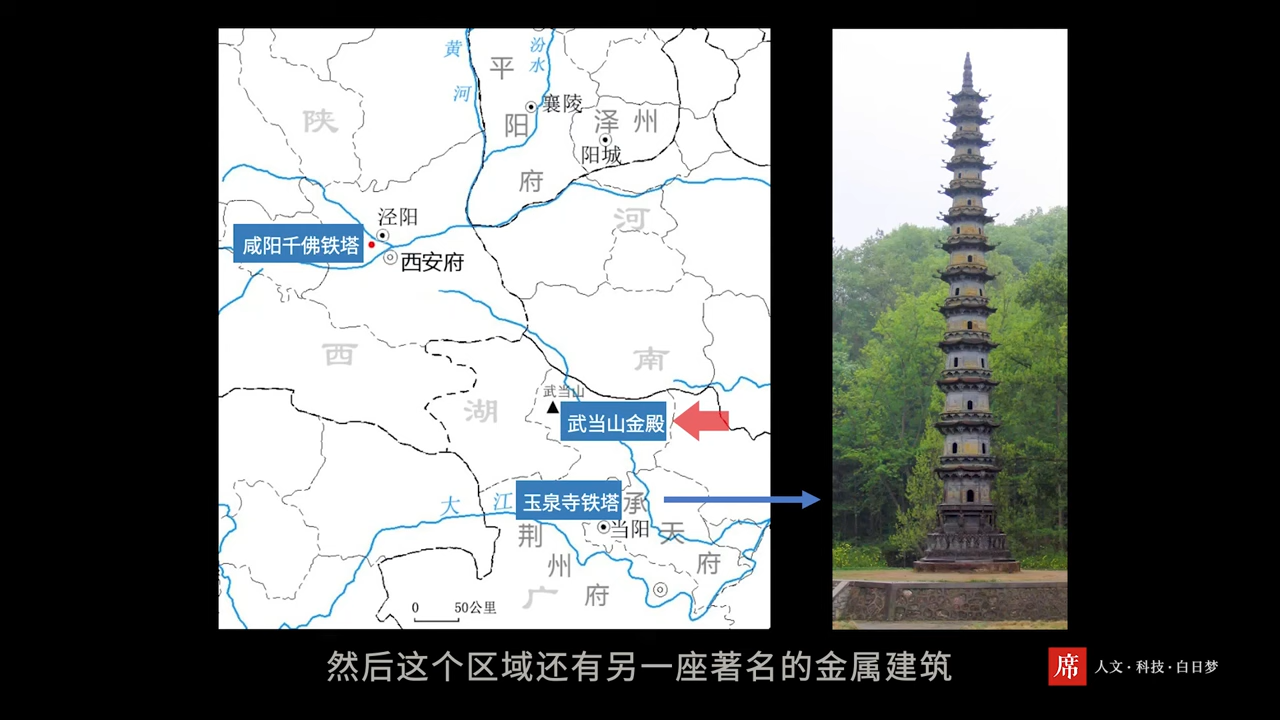 黄
河
汾
水
平
陕
襄陵
阳
泽州
阳城
府
泾阳
河
咸阳千佛铁塔
西安府
西
南
武当山
湖
武当山金殿
大江
玉泉寺铁塔
承
当阳
天
荆
州
府
广
府
0 50公里
然后这个区域还有另一座著名的金属建筑
席
人文·科技·白日梦